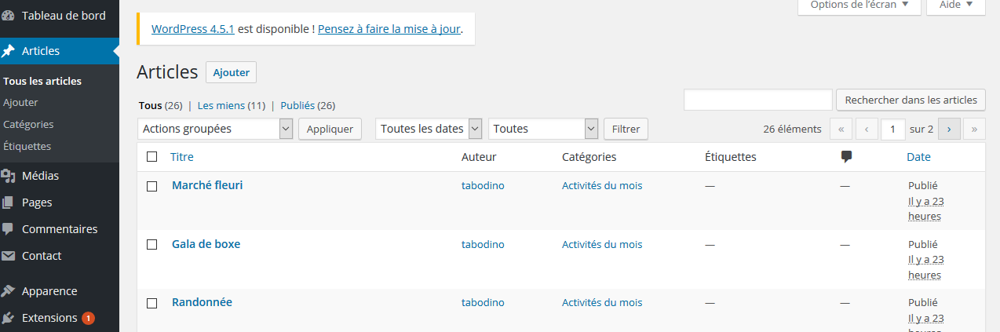 Options de l'écran ▼
Aide ▼
Tableau de bord
Articles
Tous les articles
Ajouter
Catégories
Étiquettes
Médias
Pages
Commentaires
Contact
Apparence
Extensions 1
WordPress 4.5.1 est disponible ! Pensez à faire la mise à jour.
Articles Ajouter
Tous (26) | Les miens (11) | Publiés (26)
Rechercher dans les articles
Actions groupées Appliquer Toutes les dates Toutes Filtrer 26 éléments « ‹ 1 sur 2 › »
Titre Auteur Catégories Étiquettes Date
Marché fleuri tabodino Activités du mois — — Publié
Il y a 23
heures
Gala de boxe tabodino Activités du mois — — Publié
Il y a 23
heures
Randonnée tabodino Activités du mois — — Publié
Il y a 23